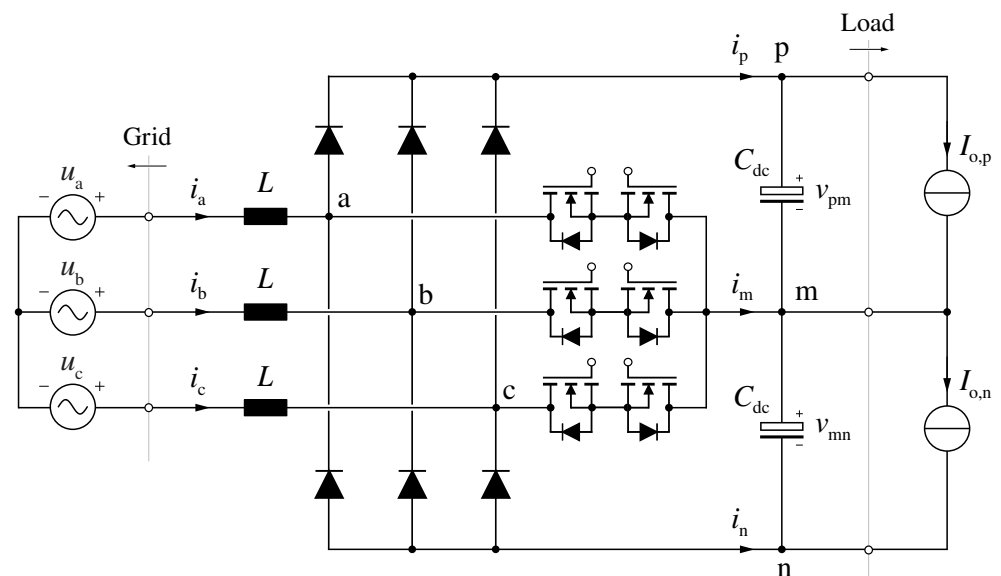 Load
i_p p
Grid
C_dc + − v_pm
I_o,p
− u_a +
i_a L a
− u_b +
i_b L b
i_m m
− u_c +
i_c L c
C_dc + − v_mn
I_o,n
i_n n